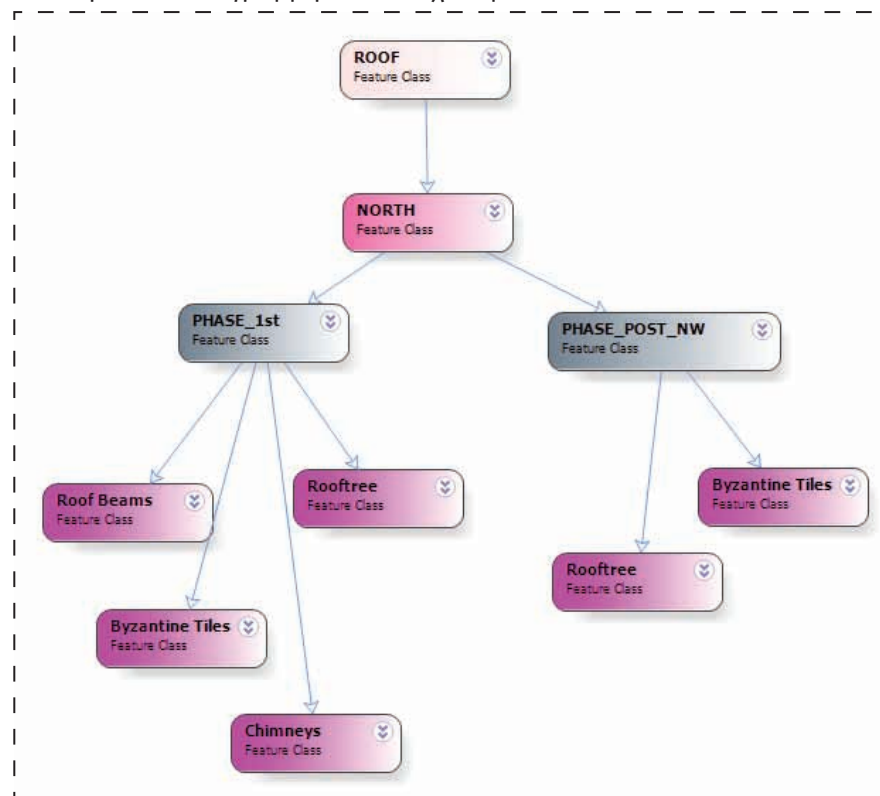 ROOF
Feature Class
NORTH
Feature Class
PHASE_1st
Feature Class
PHASE_POST_NW
Feature Class
Roof Beams
Feature Class
Rooftree
Feature Class
Byzantine Tiles
Feature Class
Rooftree
Feature Class
Byzantine Tiles
Feature Class
Chimneys
Feature Class